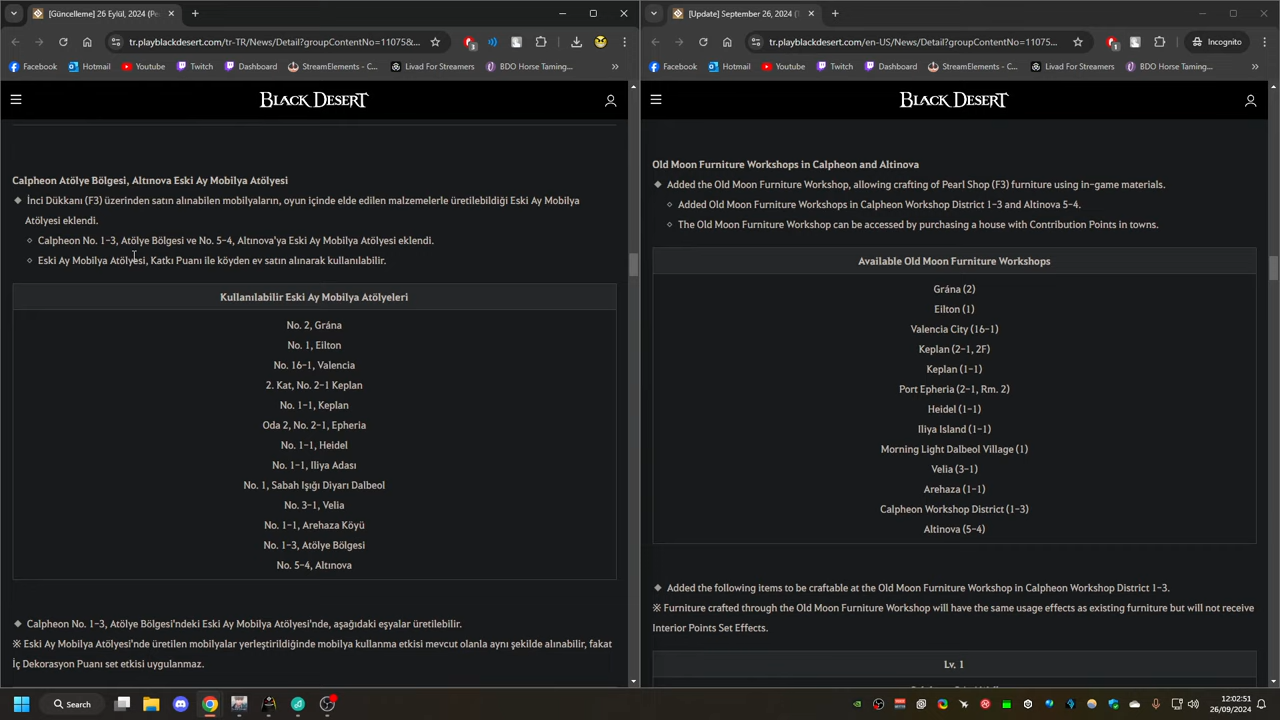 [Güncelleme] 26 Eylül, 2024 (Pe
tr.playblackdesert.com/tr-TR/News/Detail?groupContentNo=11075&...
Facebook Hotmail Youtube Twitch Dashboard StreamElements - C... Livad For Streamers BDO Horse Taming... »
BLACK DESERT
Calpheon Atölye Bölgesi, Altınova Eski Ay Mobilya Atölyesi
◆ İnci Dükkanı (F3) üzerinden satın alınabilen mobilyaların, oyun içinde elde edilen malzemelerle üretilebildiği Eski Ay Mobilya
Atölyesi eklendi.
◇ Calpheon No. 1-3, Atölye Bölgesi ve No. 5-4, Altınova'ya Eski Ay Mobilya Atölyesi eklendi.
◇ Eski Ay Mobilya Atölyesi, Katkı Puanı ile köyden ev satın alınarak kullanılabilir.
Kullanılabilir Eski Ay Mobilya Atölyeleri
No. 2, Grána
No. 1, Eilton
No. 16-1, Valencia
2. Kat, No. 2-1 Keplan
No. 1-1, Keplan
Oda 2, No. 2-1, Epheria
No. 1-1, Heidel
No. 1-1, Iliya Adası
No. 1, Sabah Işığı Diyarı Dalbeol
No. 3-1, Velia
No. 1-1, Arehaza Köyü
No. 1-3, Atölye Bölgesi
No. 5-4, Altınova
◆ Calpheon No. 1-3, Atölye Bölgesi'ndeki Eski Ay Mobilya Atölyesi'nde, aşağıdaki eşyalar üretilebilir.
※ Eski Ay Mobilya Atölyesi'nde üretilen mobilyalar yerleştirildiğinde mobilya kullanma etkisi mevcut olanla aynı şekilde alınabilir, fakat
İç Dekorasyon Puanı set etkisi uygulanmaz.
[Update] September 26, 2024 (T
tr.playblackdesert.com/en-US/News/Detail?groupContentNo=11075...
Incognito
Facebook Hotmail Youtube Twitch Dashboard StreamElements - C... Livad For Streamers BDO Horse Taming... »
BLACK DESERT
Old Moon Furniture Workshops in Calpheon and Altinova
◆ Added the Old Moon Furniture Workshop, allowing crafting of Pearl Shop (F3) furniture using in-game materials.
◇ Added Old Moon Furniture Workshops in Calpheon Workshop District 1-3 and Altinova 5-4.
◇ The Old Moon Furniture Workshop can be accessed by purchasing a house with Contribution Points in towns.
Available Old Moon Furniture Workshops
Grána (2)
Eilton (1)
Valencia City (16-1)
Keplan (2-1, 2F)
Keplan (1-1)
Port Epheria (2-1, Rm. 2)
Heidel (1-1)
Iliya Island (1-1)
Morning Light Dalbeol Village (1)
Velia (3-1)
Arehaza (1-1)
Calpheon Workshop District (1-3)
Altinova (5-4)
◆ Added the following items to be craftable at the Old Moon Furniture Workshop in Calpheon Workshop District 1-3.
※ Furniture crafted through the Old Moon Furniture Workshop will have the same usage effects as existing furniture but will not receive
Interior Points Set Effects.
Lv. 1
Search
12:02:51
26/09/2024